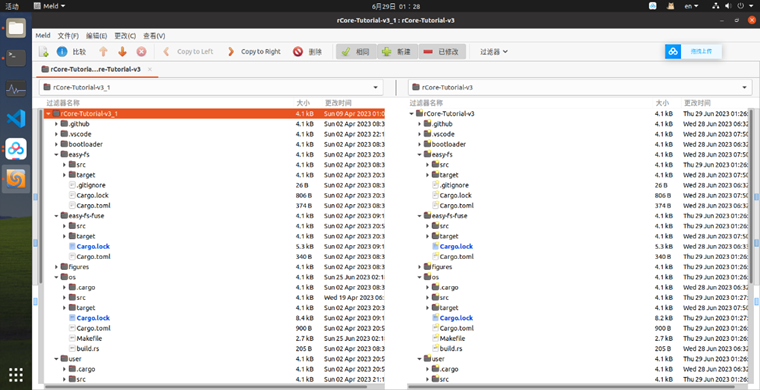 活动 Meld 6月29日 01：28 en
rCore-Tutorial-v3_1 : rCore-Tutorial-v3
Meld 文件(F) 编辑(E) 更改(C) 查看(V)
比较 Copy to Left Copy to Right 删除 相同 新建 已修改 过滤器 拖拽上传
rCore-Tutoria...re-Tutorial-v3
rCore-Tutorial-v3_1 rCore-Tutorial-v3
过滤器名称 大小 更改时间 过滤器名称 大小 更改时间
rCore-Tutorial-v3_1 4.1 kB Sun 09 Apr 2023 01:0 rCore-Tutorial-v3 4.1 kB Thu 29 Jun 2023 01:26:
.github 4.1 kB Sun 02 Apr 2023 08:3 .github 4.1 kB Wed 28 Jun 2023 06:32
.vscode 4.1 kB Sun 02 Apr 2023 22:1 .vscode 4.1 kB Wed 28 Jun 2023 07:50
bootloader 4.1 kB Sun 02 Apr 2023 08:3 bootloader 4.1 kB Wed 28 Jun 2023 06:32
easy-fs 4.1 kB Sun 02 Apr 2023 20:3 easy-fs 4.1 kB Wed 28 Jun 2023 07:50
src 4.1 kB Sun 02 Apr 2023 08:3 src 4.1 kB Thu 29 Jun 2023 01:26:
target 4.1 kB Sun 02 Apr 2023 20:3 target 4.1 kB Wed 28 Jun 2023 07:50
.gitignore 26 B Sun 02 Apr 2023 08:3 .gitignore 26 B Wed 28 Jun 2023 06:32
Cargo.lock 806 B Sun 02 Apr 2023 20:3 Cargo.lock 806 B Wed 28 Jun 2023 07:50
Cargo.toml 374 B Sun 02 Apr 2023 08:3 Cargo.toml 374 B Wed 28 Jun 2023 06:32
easy-fs-fuse 4.1 kB Sun 02 Apr 2023 09:1 easy-fs-fuse 4.1 kB Thu 29 Jun 2023 01:26:
src 4.1 kB Sun 02 Apr 2023 20:5 src 4.1 kB Thu 29 Jun 2023 01:26:
target 4.1 kB Sun 02 Apr 2023 20:3 target 4.1 kB Wed 28 Jun 2023 07:50
Cargo.lock 5.3 kB Sun 02 Apr 2023 09:1 Cargo.lock 5.3 kB Wed 28 Jun 2023 06:33
Cargo.toml 340 B Sun 02 Apr 2023 08:3 Cargo.toml 340 B Thu 29 Jun 2023 01:26:
figures 4.1 kB Sun 02 Apr 2023 08:3 figures 4.1 kB Thu 29 Jun 2023 01:26:
os 4.1 kB Sun 25 Jun 2023 02:1 os 4.1 kB Thu 29 Jun 2023 01:26:
.cargo 4.1 kB Sun 02 Apr 2023 08:3 .cargo 4.1 kB Wed 28 Jun 2023 06:32
src 4.1 kB Wed 19 Apr 2023 08:3 src 4.1 kB Thu 29 Jun 2023 01:27:
target 4.1 kB Sun 02 Apr 2023 20:3 target 4.1 kB Wed 28 Jun 2023 07:50
Cargo.lock 8.4 kB Sun 02 Apr 2023 09:1 Cargo.lock 8.2 kB Thu 29 Jun 2023 01:27:
Cargo.toml 900 B Sun 02 Apr 2023 20:5 Cargo.toml 900 B Thu 29 Jun 2023 01:26:
Makefile 2.7 kB Sun 25 Jun 2023 02:1 Makefile 2.7 kB Thu 29 Jun 2023 01:26:
build.rs 205 B Sun 02 Apr 2023 20:5 build.rs 205 B Thu 29 Jun 2023 01:26:
user 4.1 kB Sun 02 Apr 2023 20:5 user 4.1 kB Thu 29 Jun 2023 01:26:
.cargo 4.1 kB Sun 02 Apr 2023 20:5 .cargo 4.1 kB Wed 28 Jun 2023 06:32
src 4.1 kB Sun 02 Apr 2023 21:1 src 4.1 kB Thu 29 Jun 2023 01:26: